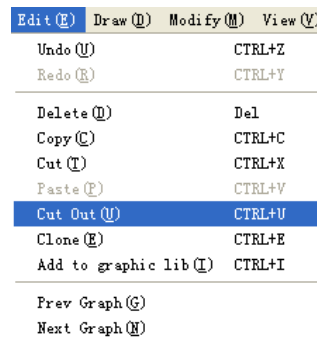 Edit(E) Draw(D) Modify(M) View(V)
Undo(U) CTRL+Z
Redo(R) CTRL+Y
Delete(D) Del
Copy(C) CTRL+C
Cut(T) CTRL+X
Paste(P) CTRL+V
Cut Out(U) CTRL+U
Clone(E) CTRL+E
Add to graphic lib(I) CTRL+I
Prev Graph(G)
Next Graph(N)